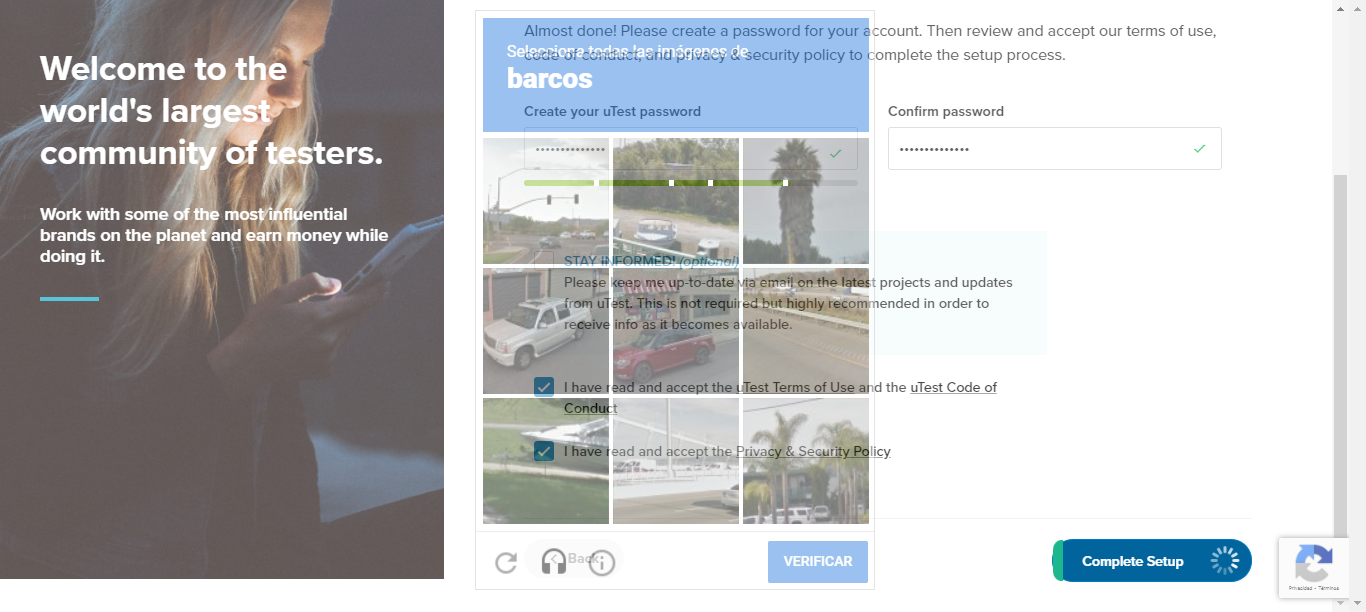 Welcome to the
world's largest
community of testers.
Work with some of the most influential
brands on the planet and earn money while
doing it.
Almost done! Please create a password for your account. Then review and accept our terms of use,
code of conduct, and privacy & security policy to complete the setup process.
Selecciona todas las imágenes de
barcos
Create your uTest password
Confirm password
STAY INFORMED! (optional)
Please keep me up-to-date via email on the latest projects and updates
from uTest. This is not required but highly recommended in order to
receive info as it becomes available.
I have read and accept the uTest Terms of Use and the uTest Code of
Conduct
I have read and accept the Privacy & Security Policy
Back
VERIFICAR
Complete Setup
Privacidad - Términos